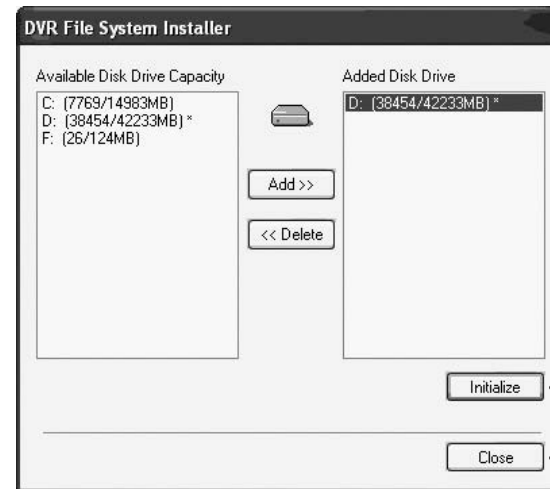 DVR File System Installer
Available Disk Drive Capacity
C: (7769/14983MB)
D: (38454/42233MB) *
F: (26/124MB)
Add >>
<< Delete
Added Disk Drive
D: (38454/42233MB) *
Initialize
Close